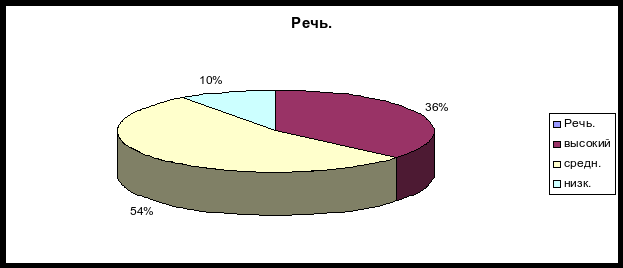 Речь.
10%
36%
54%
Речь.
высокий
средн.
низк.